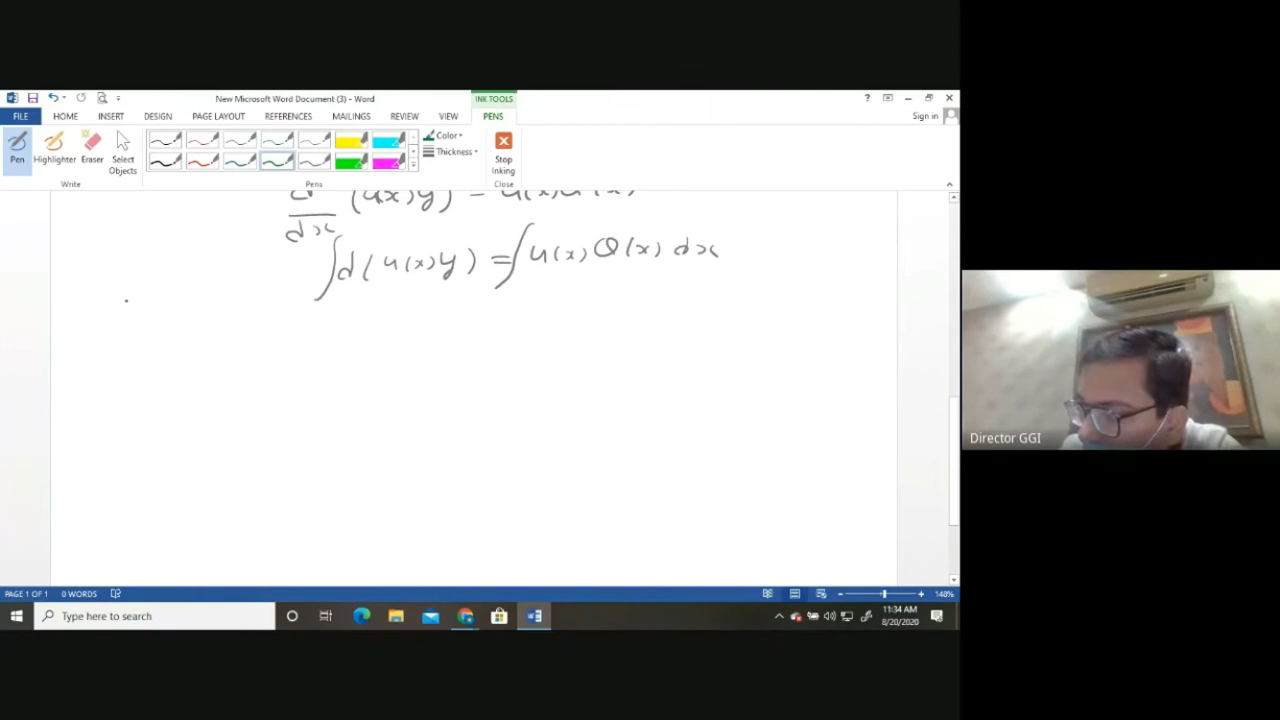 New Microsoft Word Document (3) - Word
INK TOOLS
? 
Sign in
FILE HOME INSERT DESIGN PAGE LAYOUT REFERENCES MAILINGS REVIEW VIEW PENS
Pen Highlighter Eraser Select Objects
Color
Thickness
Stop Inking
Write Pens Close
dx (u(x)y) =
∫d(u(x)y) = ∫u(x)Q(x) dx
Director GGI
PAGE 1 OF 1 0 WORDS 148%
Type here to search
11:34 AM
8/20/2020